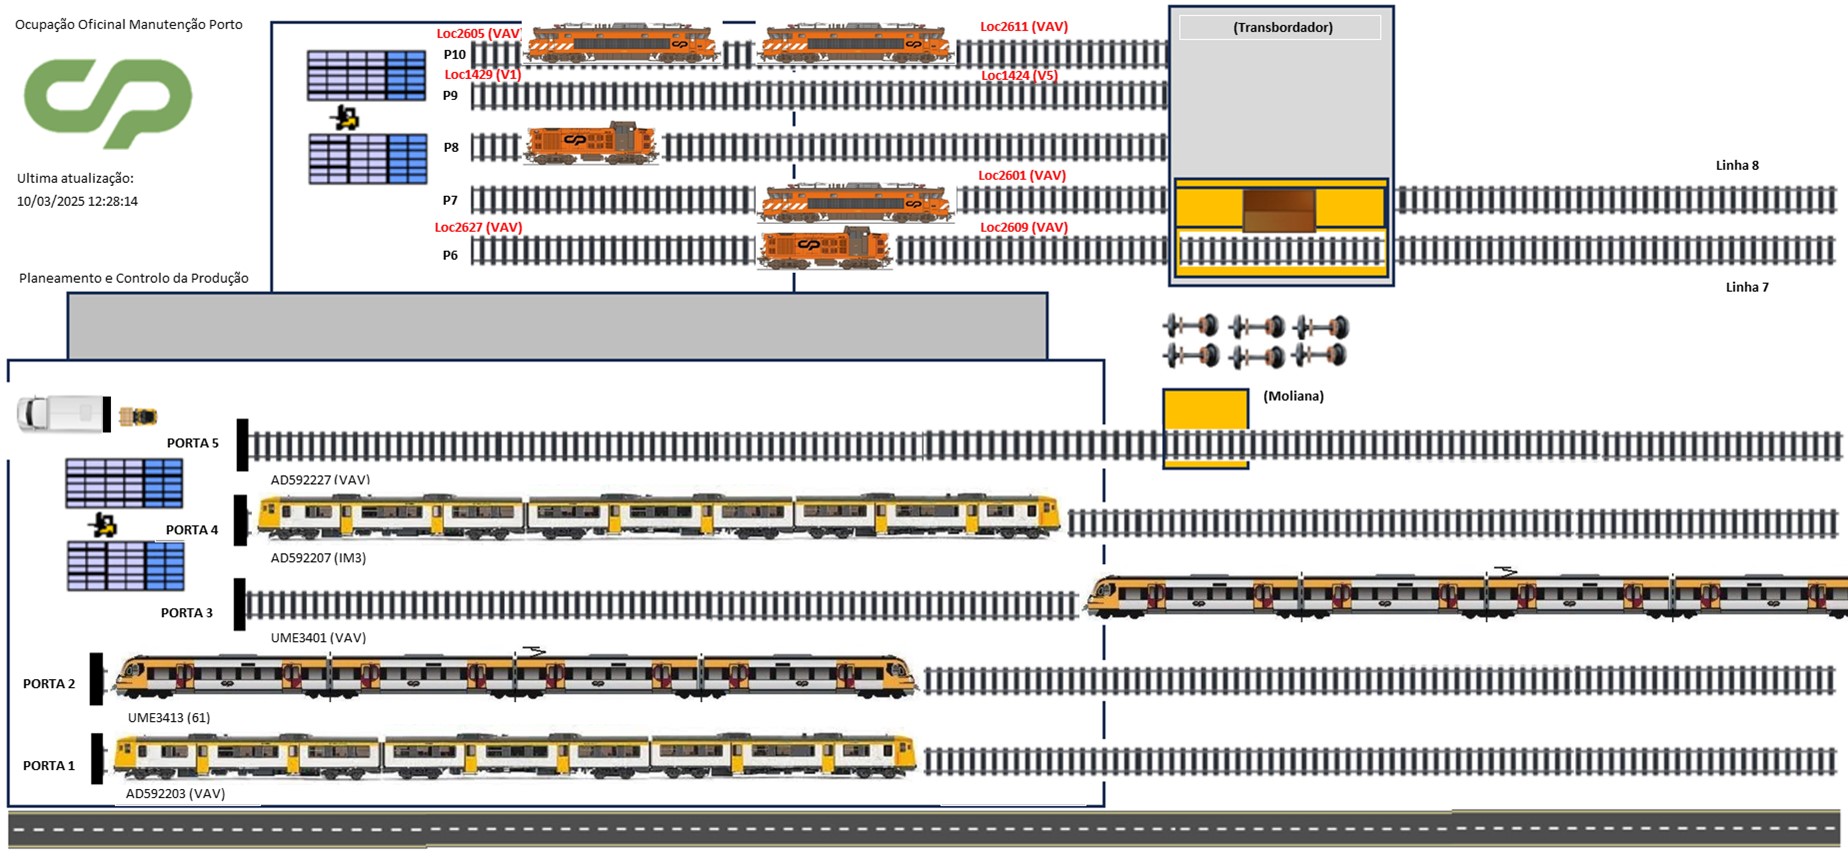 Ocupação Oficinal Manutenção Porto
Ultima atualização:
10/03/2025 12:28:14
Planeamento e Controlo da Produção
Loc2605 (VAV)
Loc2611 (VAV)
P10
Loc1429 (V1)
Loc1424 (V5)
P9
P8
Loc2601 (VAV)
P7
Loc2627 (VAV)
Loc2609 (VAV)
P6
(Transbordador)
Linha 8
Linha 7
(Moliana)
PORTA 5
AD592227 (VAV)
PORTA 4
AD592207 (IM3)
PORTA 3
UME3401 (VAV)
PORTA 2
UME3413 (61)
PORTA 1
AD592203 (VAV)